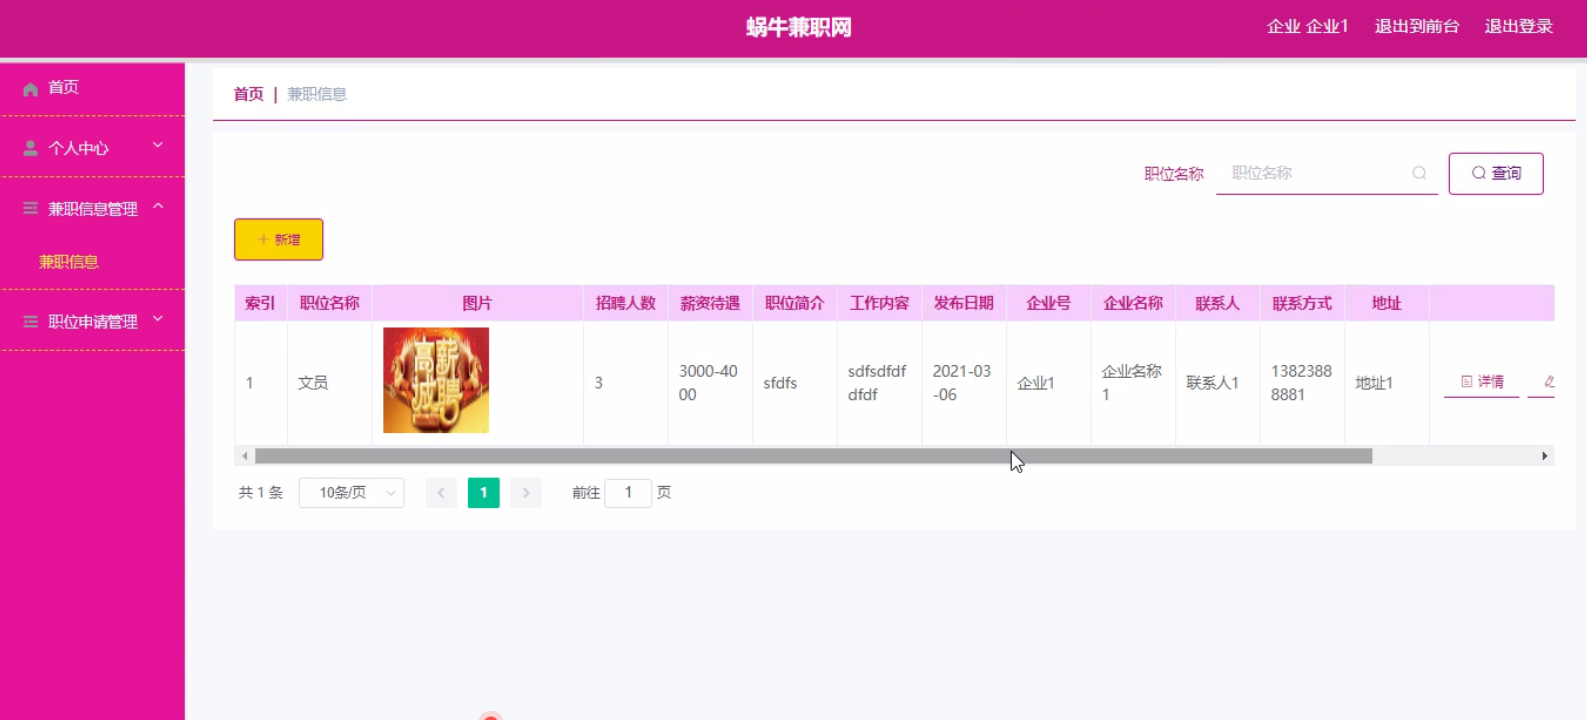 蜗牛兼职网
企业 企业1 退出到前台 退出登录
首页
个人中心
兼职信息管理
兼职信息
职位申请管理
首页 | 兼职信息
职位名称 职位名称 查询
新增
索引 职位名称 图片 招聘人数 薪资待遇 职位简介 工作内容 发布日期 企业号 企业名称 联系人 联系方式 地址
1 文员 高薪诚聘 3 3000-4000 sfdfs sdfsdfdfdfdf 2021-03-06 企业1 企业名称1 联系人1 13823888881 地址1 详情
共 1 条 10条/页 1 前往 1 页